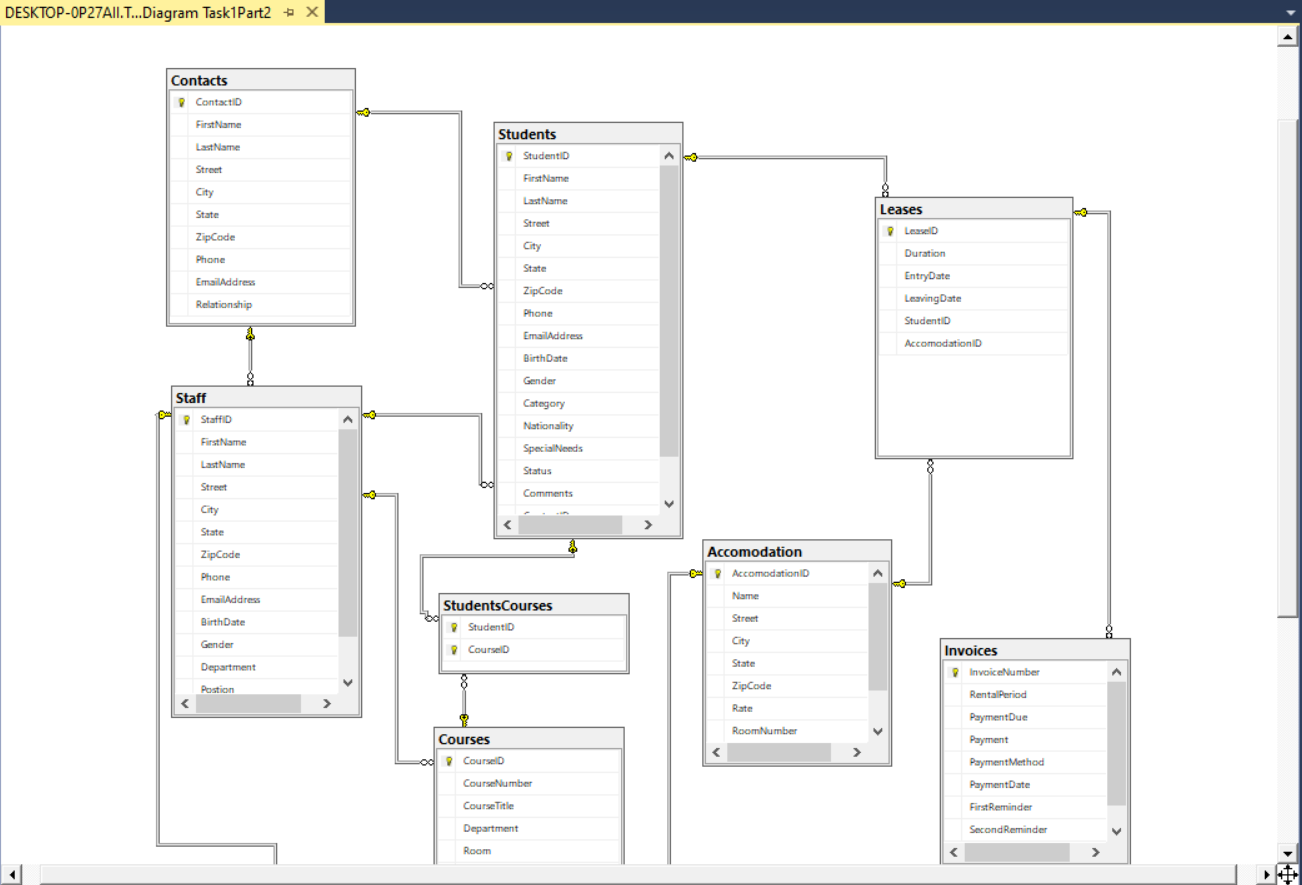 DESKTOP-0P27AII.T...Diagram Task1Part2
Contacts
ContactID
FirstName
LastName
Street
City
State
ZipCode
Phone
EmailAddress
Relationship
Students
StudentID
FirstName
LastName
Street
City
State
ZipCode
Phone
EmailAddress
BirthDate
Gender
Category
Nationality
SpecialNeeds
Status
Comments
Leases
LeaseID
Duration
EntryDate
LeavingDate
StudentID
AccomodationID
Staff
StaffID
FirstName
LastName
Street
City
State
ZipCode
Phone
EmailAddress
BirthDate
Gender
Department
Postion
StudentsCourses
StudentID
CourseID
Accomodation
AccomodationID
Name
Street
City
State
ZipCode
Rate
RoomNumber
Courses
CourseID
CourseNumber
CourseTitle
Department
Room
Invoices
InvoiceNumber
RentalPeriod
PaymentDue
Payment
PaymentMethod
PaymentDate
FirstReminder
SecondReminder